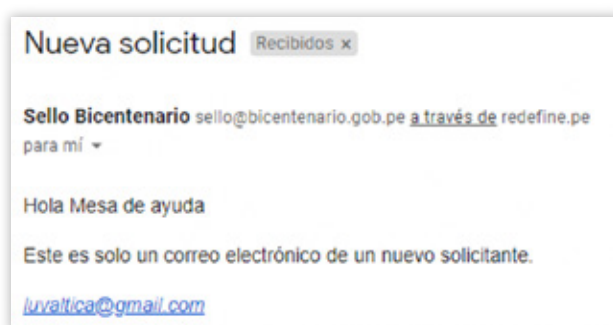 Nueva solicitud Recibidos x
Sello Bicentenario sello@bicentenario.gob.pe a través de redefine.pe
para mí
Hola Mesa de ayuda
Este es solo un correo electrónico de un nuevo solicitante.
luvaltica@gmail.com